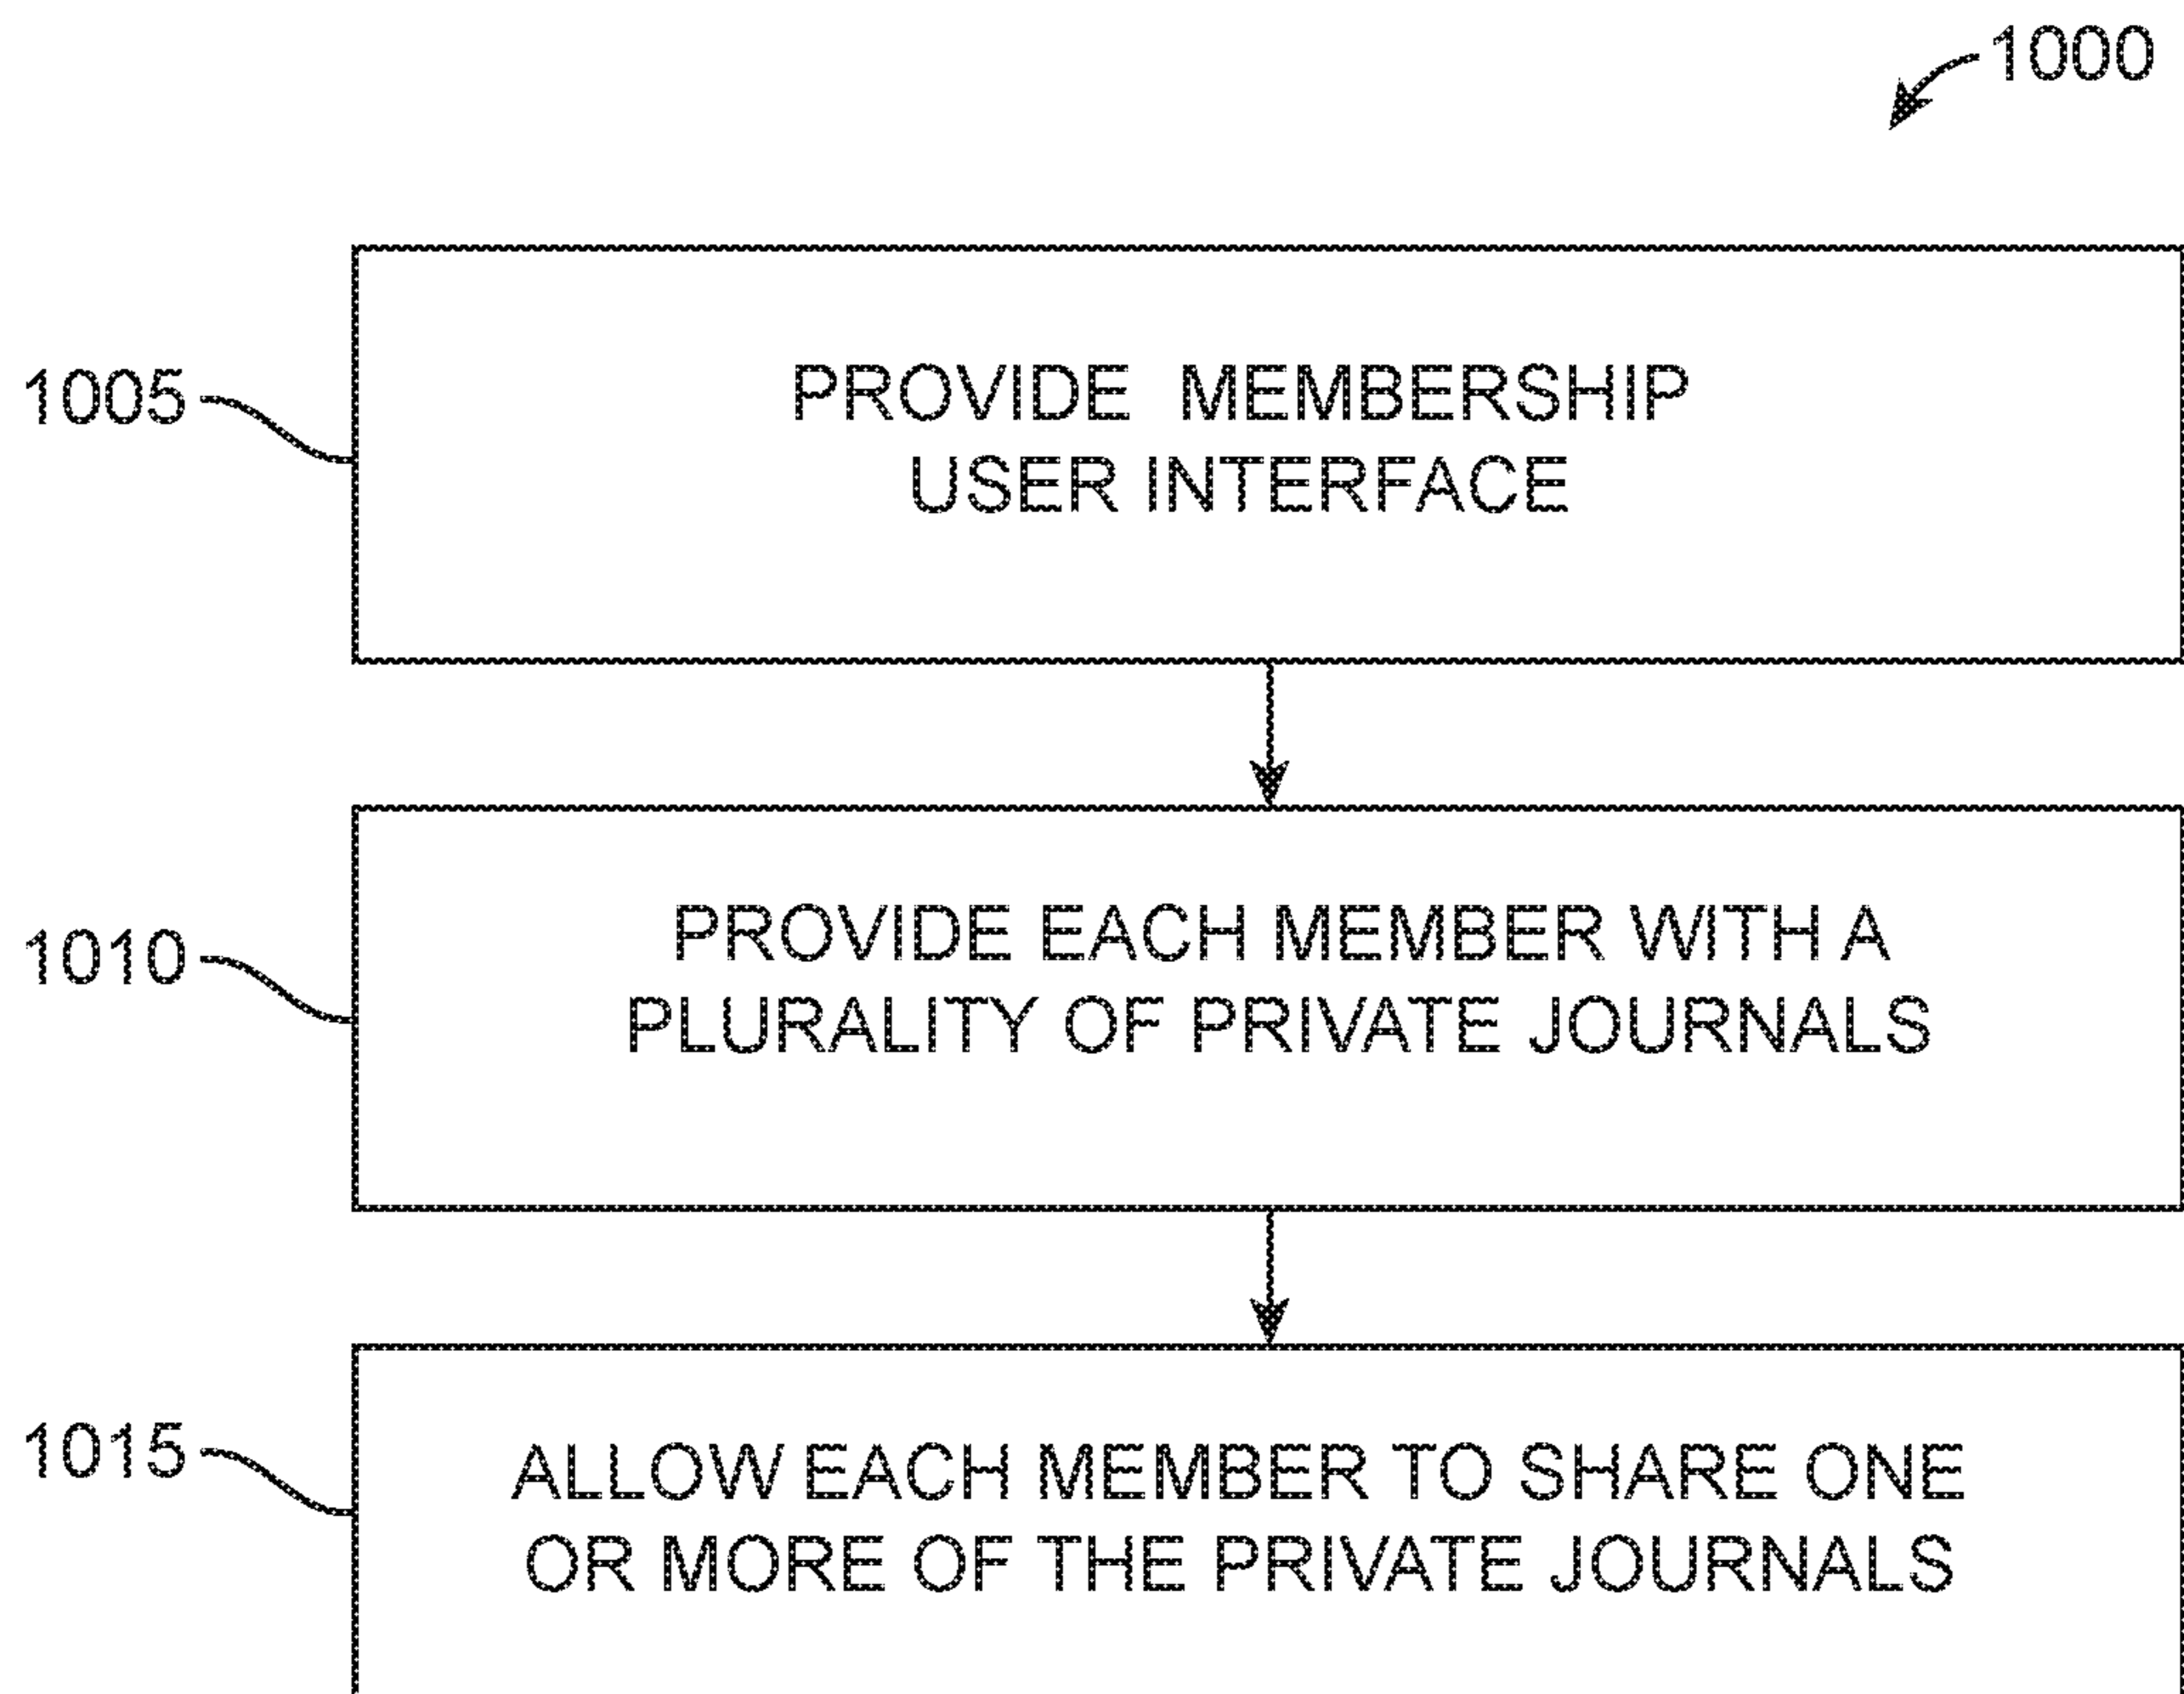 1000
1005
PROVIDE MEMBERSHIP
USER INTERFACE
1010
PROVIDE EACH MEMBER WITH A
PLURALITY OF PRIVATE JOURNALS
1015
ALLOW EACH MEMBER TO SHARE ONE
OR MORE OF THE PRIVATE JOURNALS